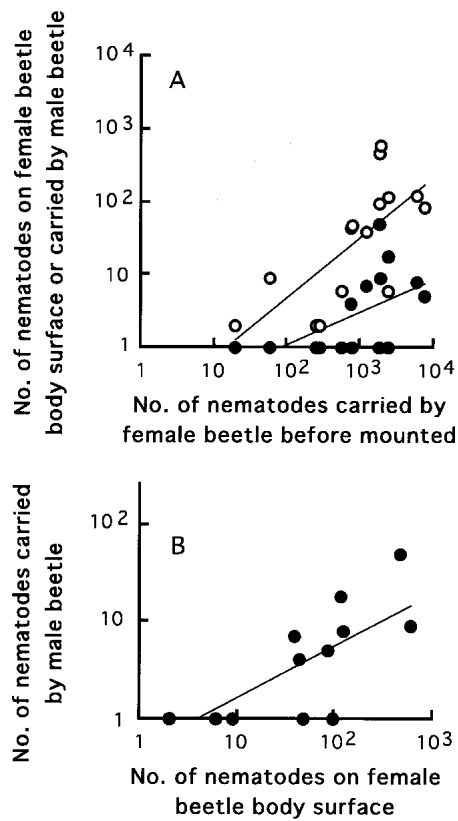 No. of nematodes on female beetle
body surface or carried by male beetle
A
10^4
10^3
10^2
10
1
1 10 10^2 10^3 10^4
No. of nematodes carried by
female beetle before mounted
No. of nematodes carried
by male beetle
B
10^2
10
1
1 10 10^2 10^3
No. of nematodes on female
beetle body surface